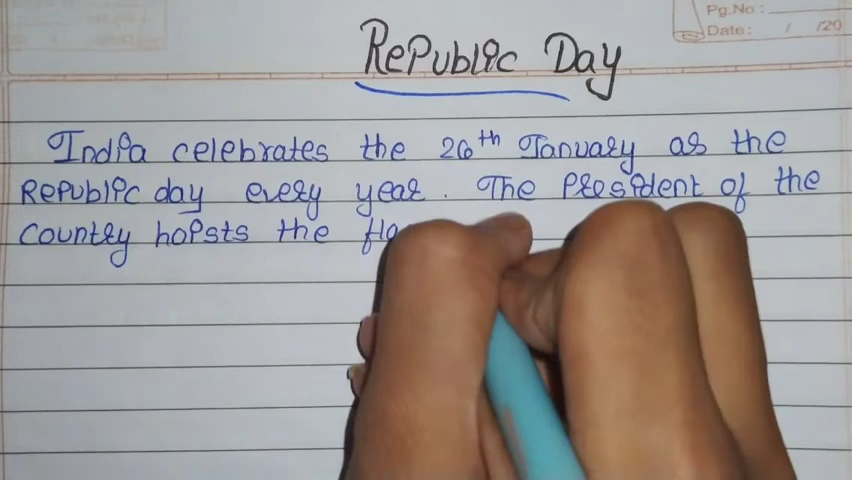 Pg.No :
Date: / /20
Republic Day
India celebrates the 26th January as the
Republic day every year. The President of the
country hoists the